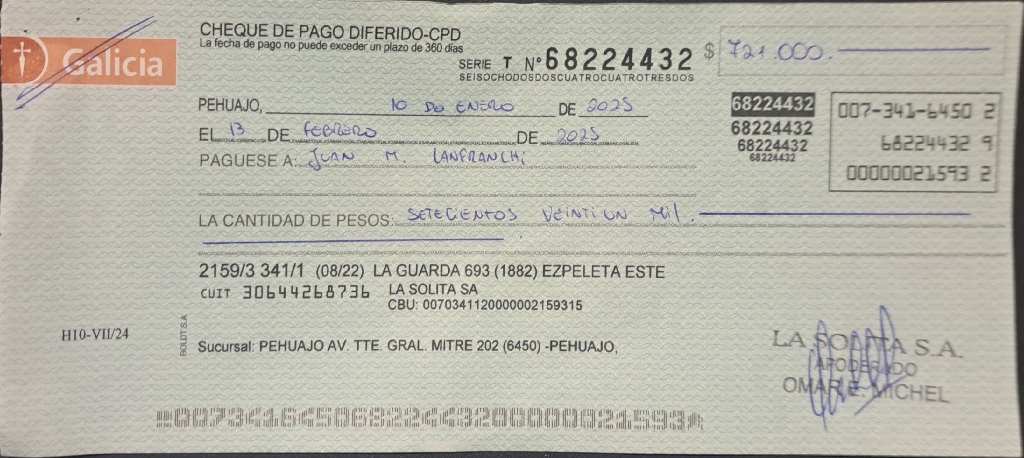 Galicia
CHEQUE DE PAGO DIFERIDO-CPD
La fecha de pago no puede exceder un plazo de 360 días
SERIE T N° 68224432
SEISOCHODOSDOSCUATROCUATROTRESDOS
$ 721.000.
PEHUAJO, 10 DO ENERO DE 2025
EL 13 DE FEBRERO DE 2025
PAGUESE A: JUAN M. LANFRANCHi
68224432
68224432
68224432
68224432
007-341-6450 2
68224432 9
00000021593 2
LA CANTIDAD DE PESOS: SETECIENTOS VEINTIUN Mil.
2159/3 341/1 (08/22) LA GUARDA 693 (1882) EZPELETA ESTE
CUIT 30644268736 LA SOLITA SA
CBU: 0070341120000002159315
H10-VII/24
BOLDT S.A
Sucursal: PEHUAJO AV. TTE. GRAL. MITRE 202 (6450) -PEHUAJO,
LA SOLITA S.A.
APODERADO
OMAR E. MICHEL
00734164506822443200000021593